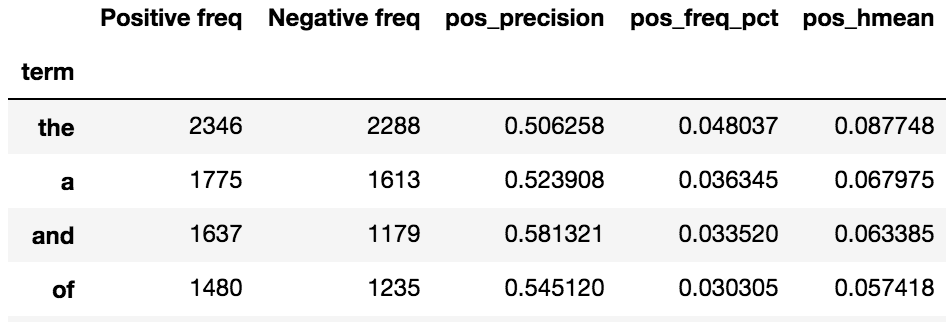 Positive freq Negative freq pos_precision pos_freq_pct pos_hmean
term
the 2346 2288 0.506258 0.048037 0.087748
a 1775 1613 0.523908 0.036345 0.067975
and 1637 1179 0.581321 0.033520 0.063385
of 1480 1235 0.545120 0.030305 0.057418